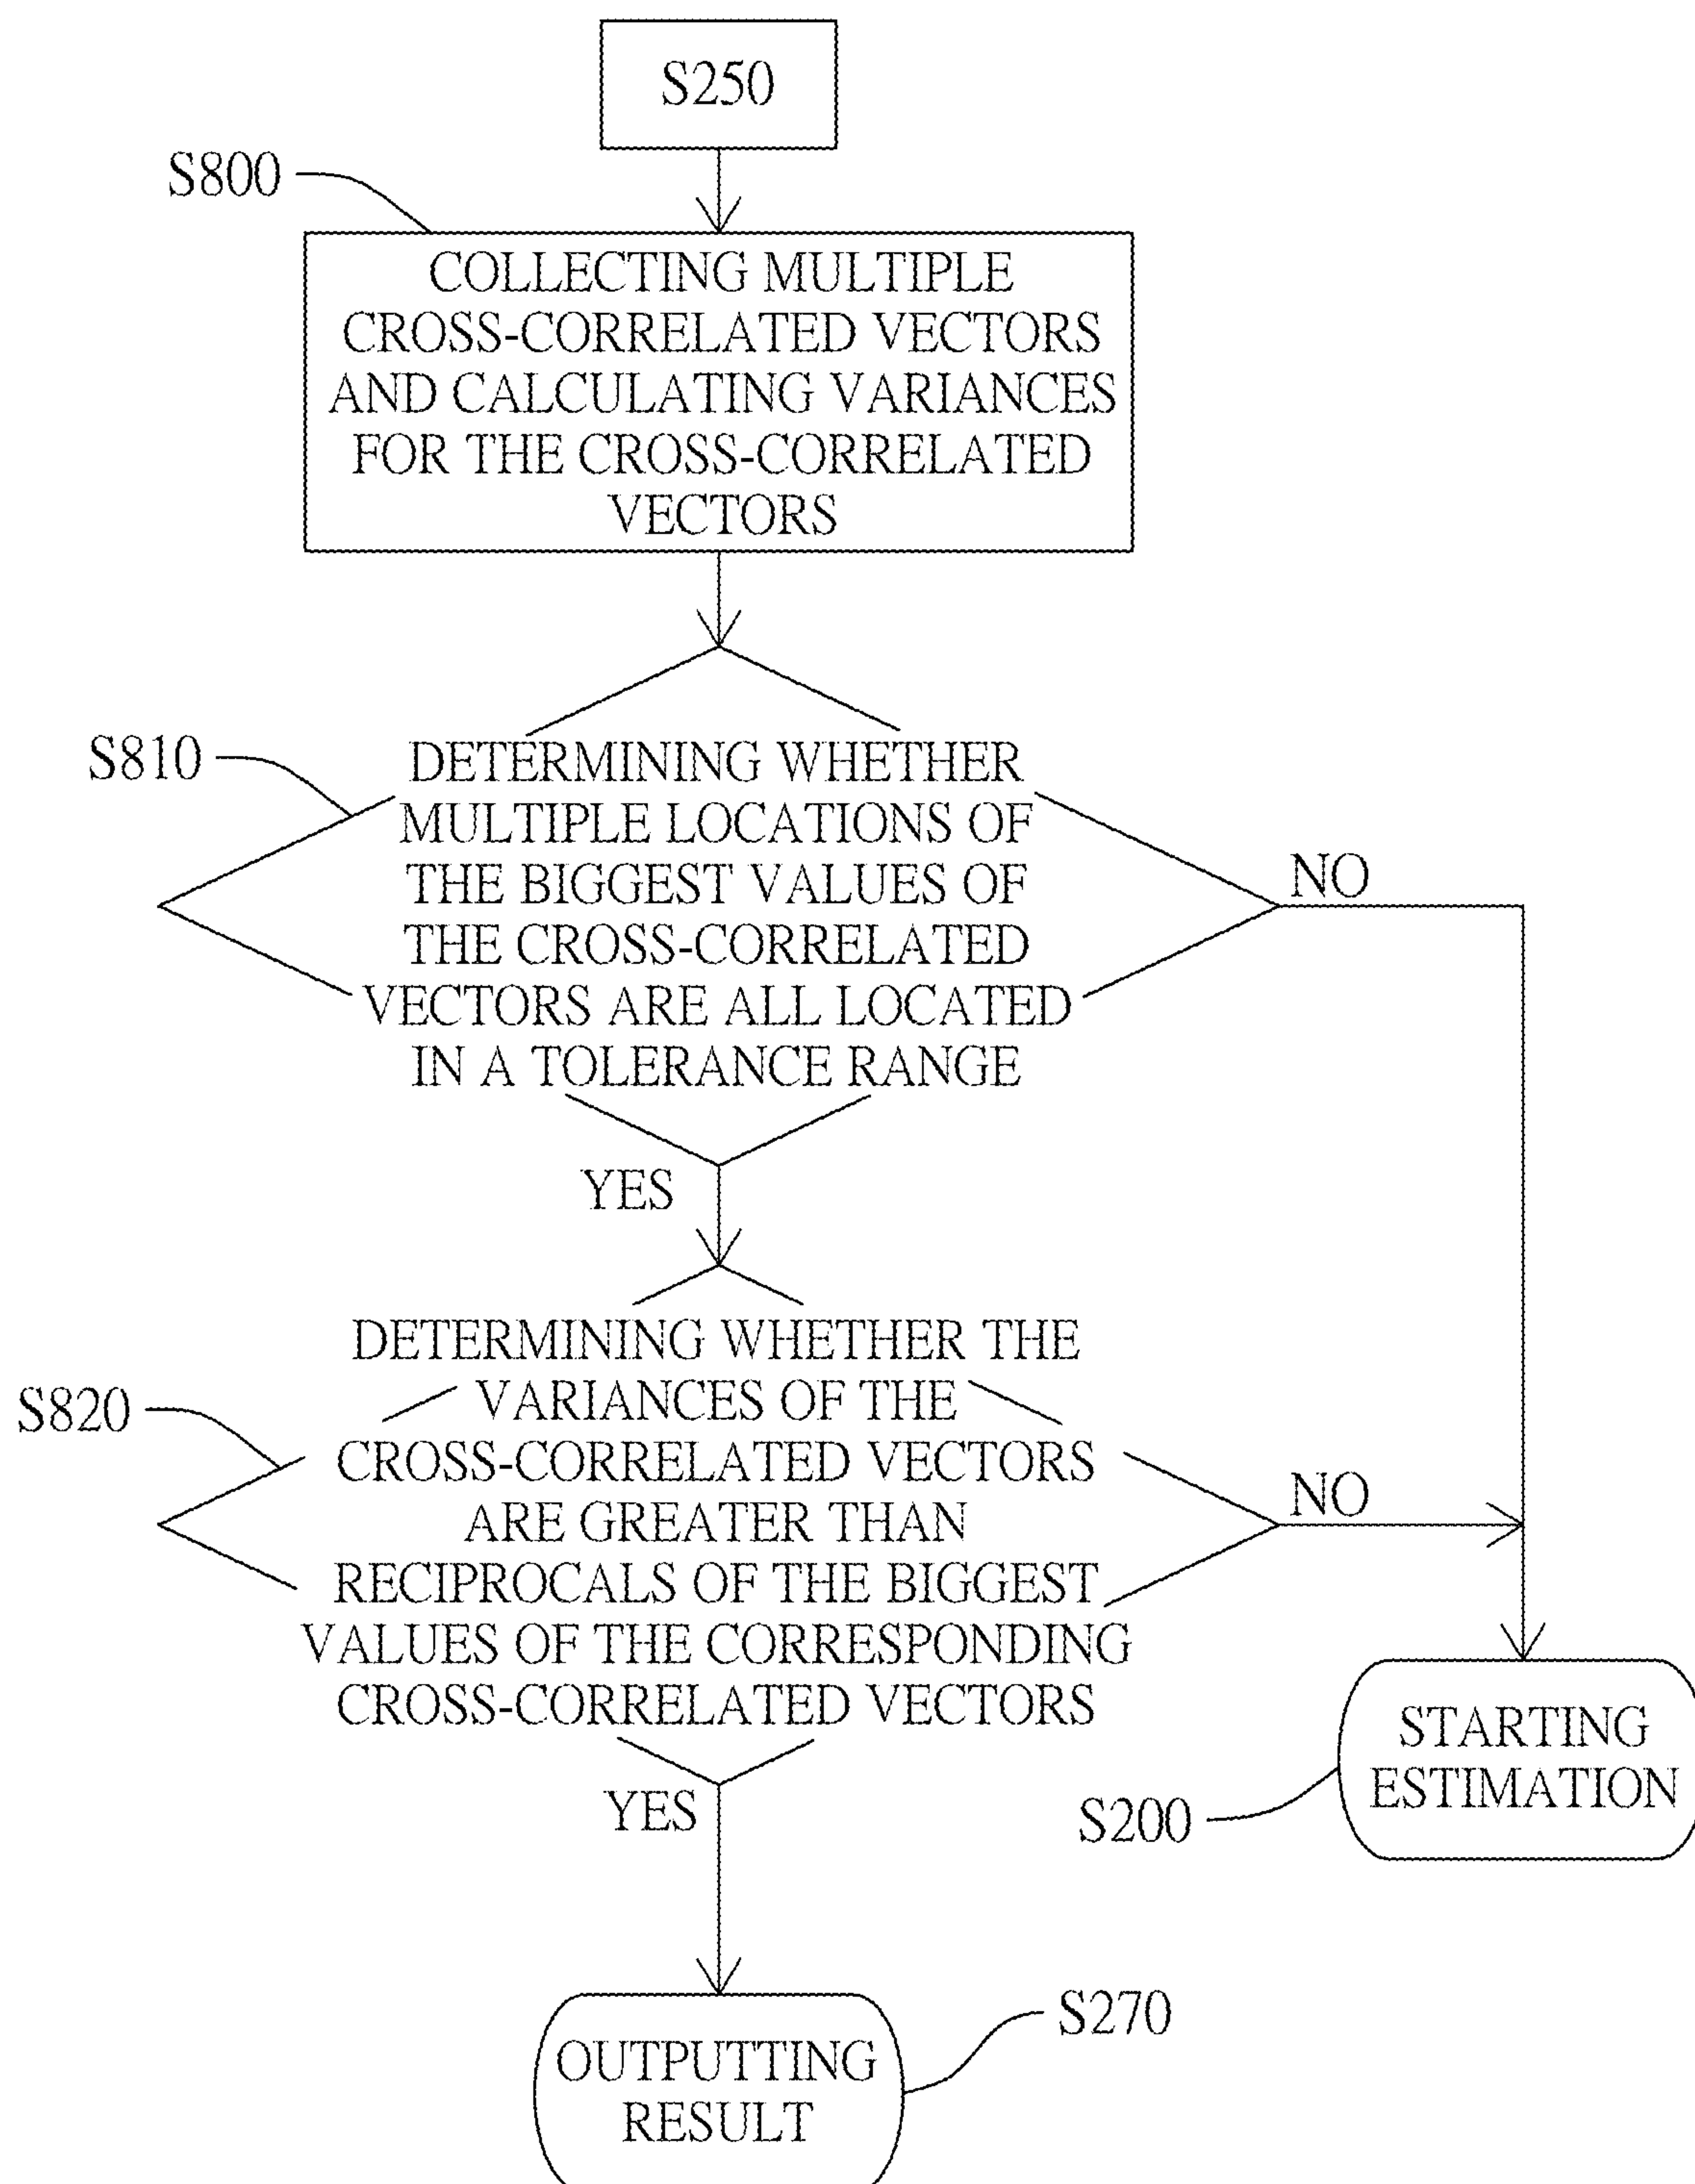 S250
S800
COLLECTING MULTIPLE
CROSS-CORRELATED VECTORS
AND CALCULATING VARIANCES
FOR THE CROSS-CORRELATED
VECTORS
S810
DETERMINING WHETHER
MULTIPLE LOCATIONS OF
THE BIGGEST VALUES OF
THE CROSS-CORRELATED
VECTORS ARE ALL LOCATED
IN A TOLERANCE RANGE
NO
YES
S820
DETERMINING WHETHER THE
VARIANCES OF THE
CROSS-CORRELATED VECTORS
ARE GREATER THAN
RECIPROCALS OF THE BIGGEST
VALUES OF THE CORRESPONDING
CROSS-CORRELATED VECTORS
NO
YES
STARTING
ESTIMATION
S200
OUTPUTTING
RESULT
S270